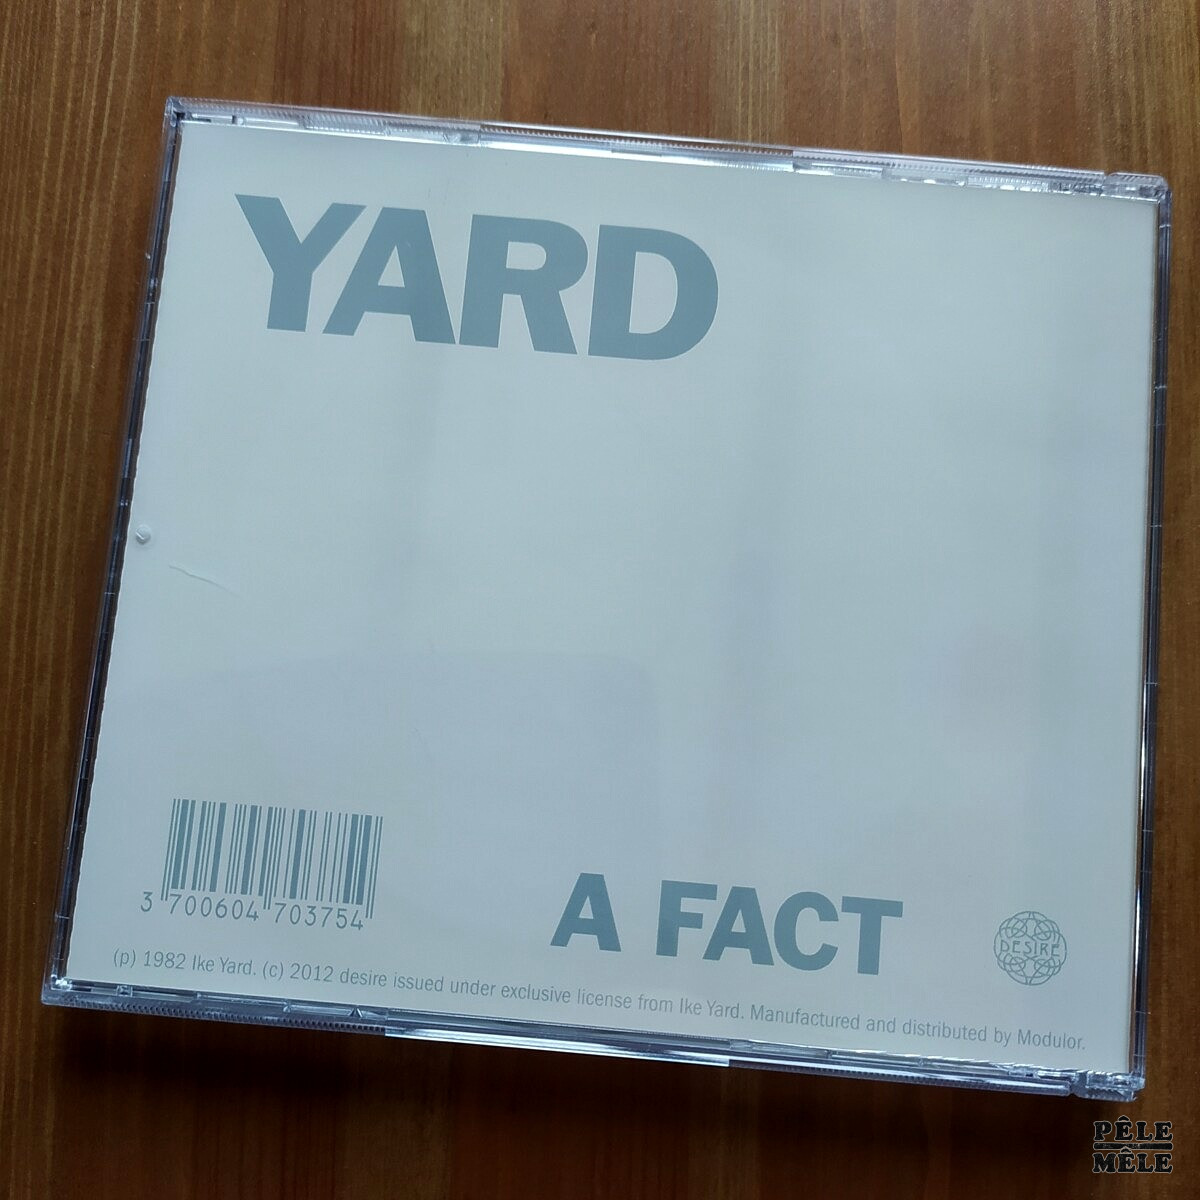 YARD
3 700604 703754
A FACT
DESIRE
(p) 1982 Ike Yard. (c) 2012 desire issued under exclusive license from Ike Yard. Manufactured and distributed by Modulor.
PÊLE
MÊLE